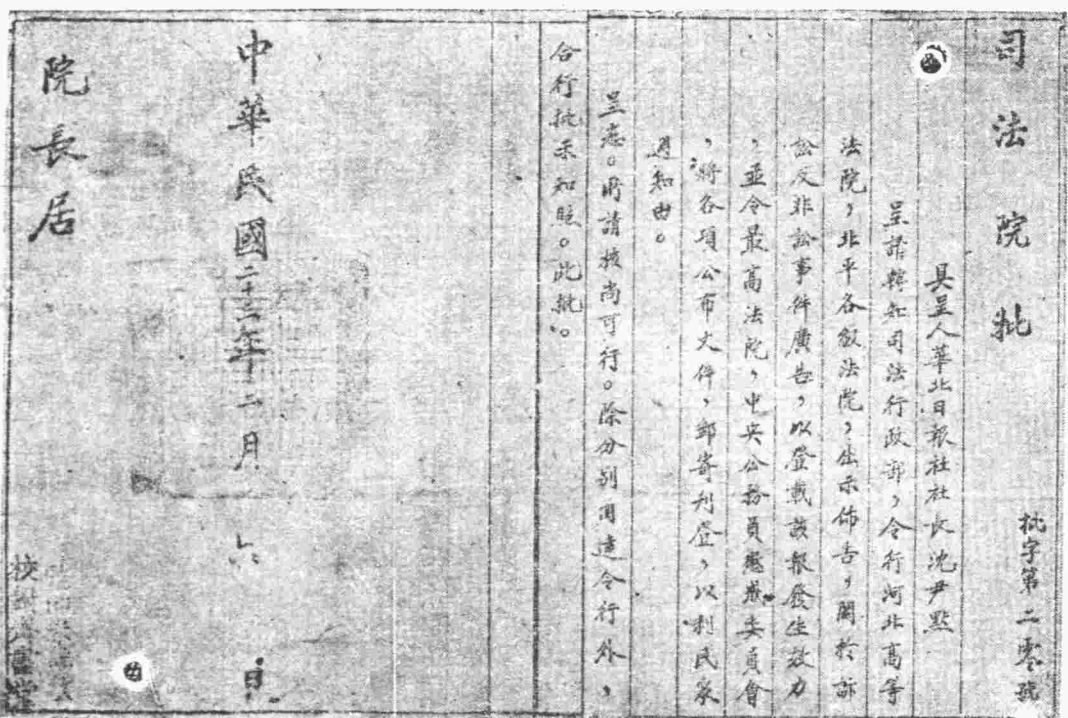 司法院批
批字第二零號
具呈人華北日報社社長沈尹默
呈請轉知司法行政部，令行河北高等
法院，北平各級法院，出示佈告，關於訴
訟及非訟事件廣告，以登載該報發生效力
，並令最高法院，中央公務員懲戒委員會
，將各項公布文件，郵寄刊登，以利民眾
週知由。
呈悉。所請核尚可行。除分別函達令行外，
合行批示知照。此批。
中華民國二十三年二月六日
院長居
校對